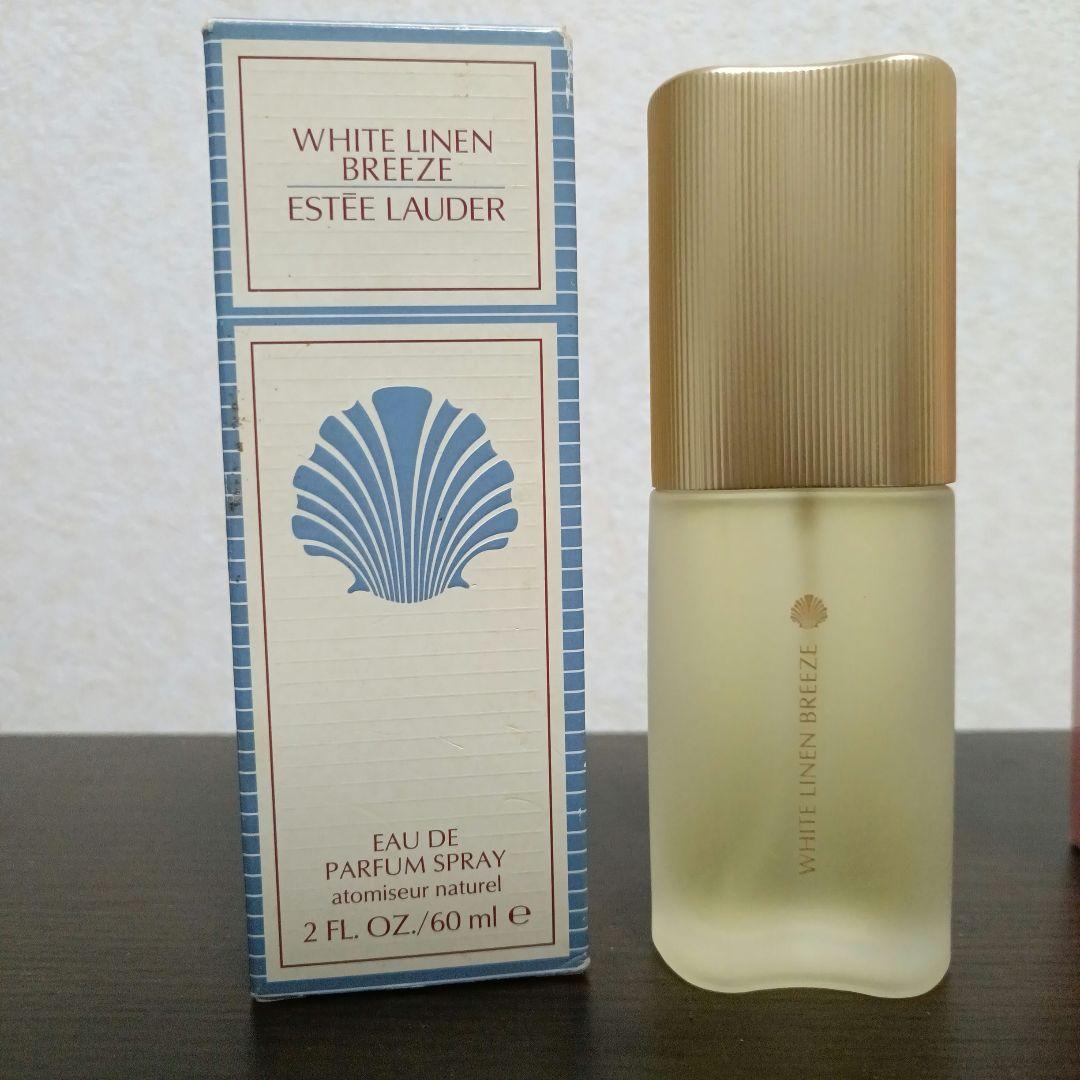 WHITE LINEN
BREEZE
ESTĒE LAUDER
EAU DE
PARFUM SPRAY
atomiseur naturel
2 FL. OZ./60 ml ℮
WHITE LINEN BREEZE